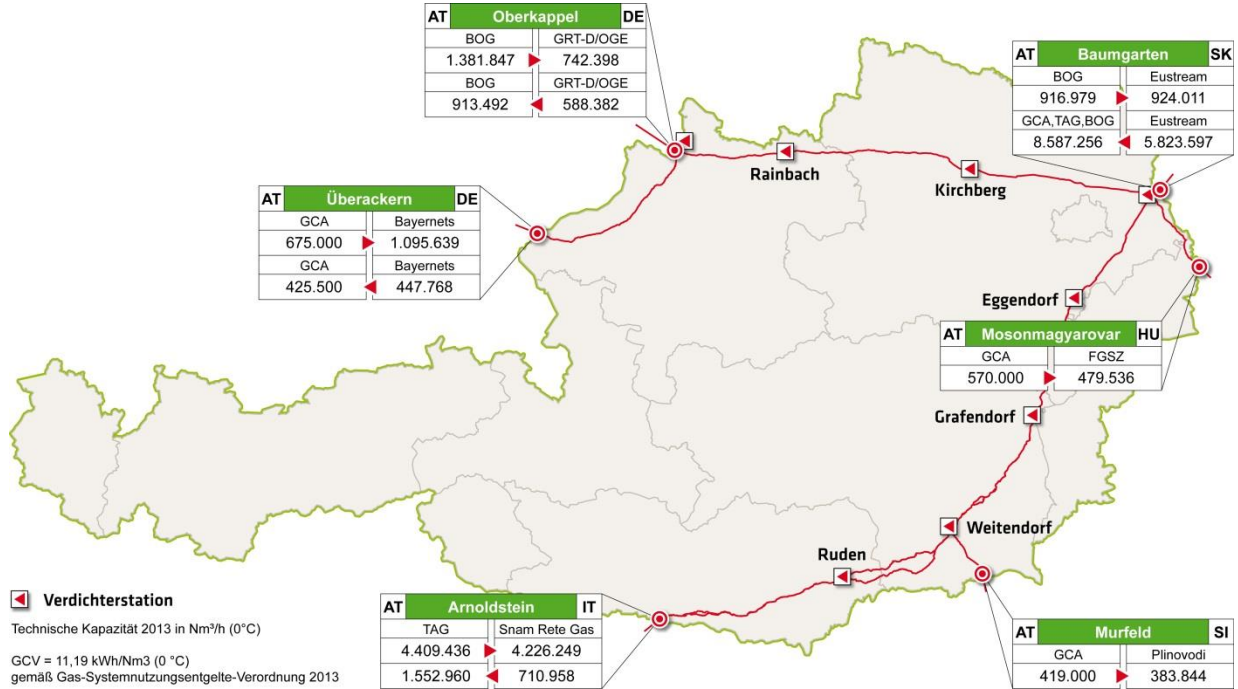 AT Oberkappel DE
BOG GRT-D/OGE
1.381.847 742.398
BOG GRT-D/OGE
913.492 588.382
AT Baumgarten SK
BOG Eustream
916.979 924.011
GCA,TAG,BOG Eustream
8.587.256 5.823.597
Rainbach
Kirchberg
AT Überackern DE
GCA Bayernets
675.000 1.095.639
GCA Bayernets
425.500 447.768
Eggendorf
AT Mosonmagyarovar HU
GCA FGSZ
570.000 479.536
Grafendorf
Weitendorf
Ruden
AT Arnoldstein IT
TAG Snam Rete Gas
4.409.436 4.226.249
1.552.960 710.958
AT Murfeld SI
GCA Plinovodi
419.000 383.844
Verdichterstation
Technische Kapazität 2013 in Nm³/h (0°C)
GCV = 11,19 kWh/Nm3 (0 °C)
gemäß Gas-Systemnutzungsentgelte-Verordnung 2013